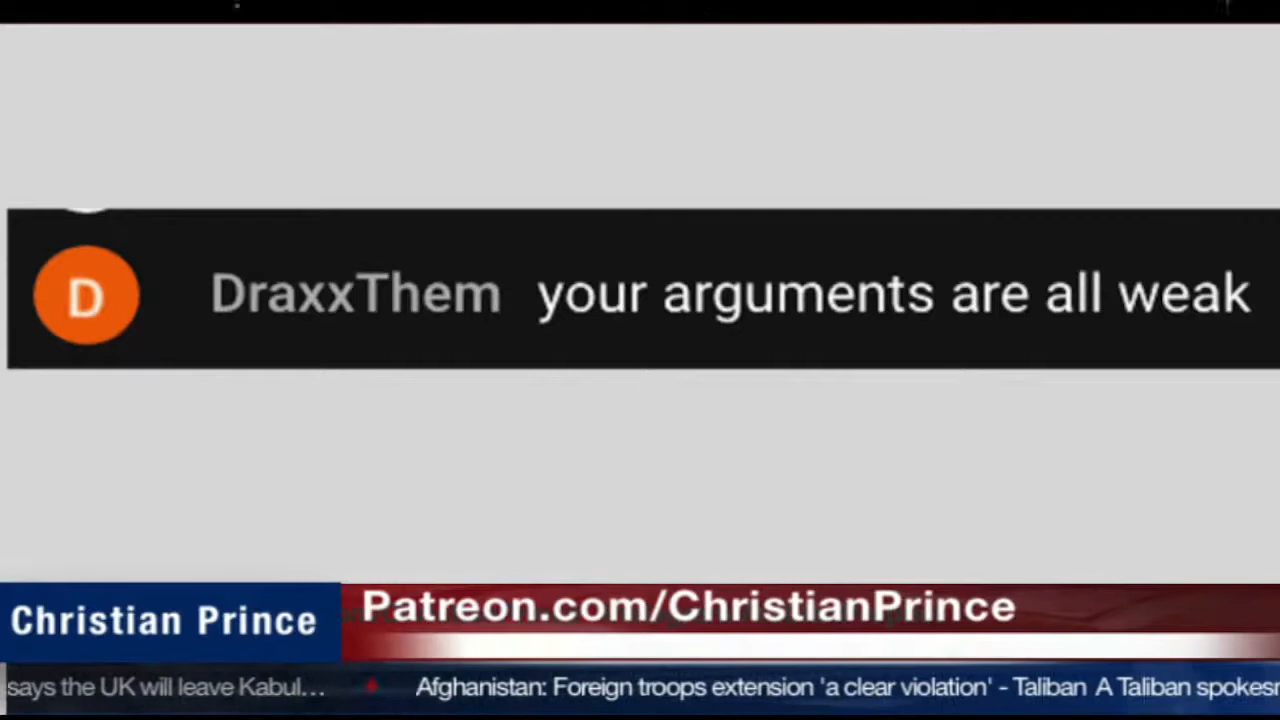 D
DraxxThem your arguments are all weak
Christian Prince
Patreon.com/ChristianPrince
says the UK will leave Kabul... Afghanistan: Foreign troops extension 'a clear violation' - Taliban A Taliban